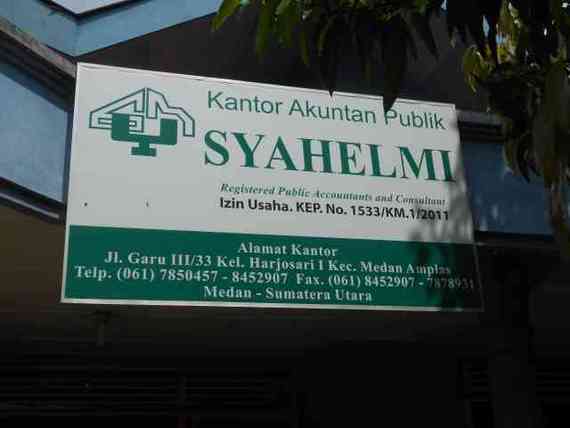 Kantor Akuntan Publik
SYAHELMI
Registered Public Accountants and Consultant
Izin Usaha. KEP. No. 1533/KM.1/2011
Alamat Kantor
Jl. Garu III/33 Kel. Harjosari I Kec. Medan Amplas
Telp. (061) 7850457 - 8452907 Fax. (061) 8452907 - 7878931
Medan - Sumatera Utara